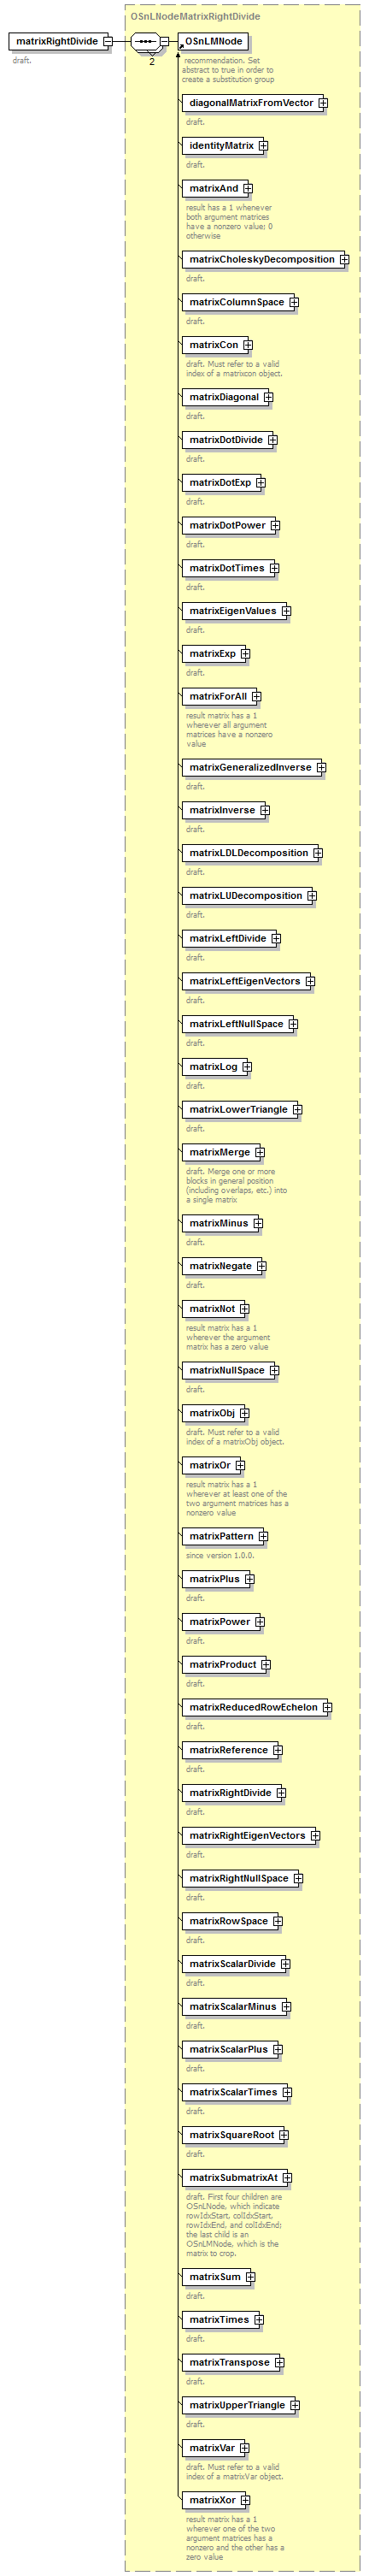 OSnLNodeMatrixRightDivide
matrixRightDivide
OSnLMNode
draft.
2
recommendation. Set
abstract to true in order to
create a substitution group
diagonalMatrixFromVector
draft.
identityMatrix
draft.
matrixAnd
result has a 1 whenever
both argument matrices
have a nonzero value; 0
otherwise
matrixCholeskyDecomposition
draft.
matrixColumnSpace
draft.
matrixCon
draft. Must refer to a valid
index of a matrixcon object.
matrixDiagonal
draft.
matrixDotDivide
draft.
matrixDotExp
draft.
matrixDotPower
draft.
matrixDotTimes
draft.
matrixEigenValues
draft.
matrixExp
draft.
matrixForAll
result matrix has a 1
wherever all argument
matrices have a nonzero
value
matrixGeneralizedInverse
draft.
matrixInverse
draft.
matrixLDLDecomposition
draft.
matrixLUDecomposition
draft.
matrixLeftDivide
draft.
matrixLeftEigenVectors
draft.
matrixLeftNullSpace
draft.
matrixLog
draft.
matrixLowerTriangle
draft.
matrixMerge
draft. Merge one or more
blocks in general position
(including overlaps, etc.) into
a single matrix
matrixMinus
draft.
matrixNegate
draft.
matrixNot
result matrix has a 1
wherever the argument
matrix has a zero value
matrixNullSpace
draft.
matrixObj
draft. Must refer to a valid
index of a matrixObj object.
matrixOr
result matrix has a 1
wherever at least one of the
two argument matrices has a
nonzero value
matrixPattern
since version 1.0.0.
matrixPlus
draft.
matrixPower
draft.
matrixProduct
draft.
matrixReducedRowEchelon
draft.
matrixReference
draft.
matrixRightDivide
draft.
matrixRightEigenVectors
draft.
matrixRightNullSpace
draft.
matrixRowSpace
draft.
matrixScalarDivide
draft.
matrixScalarMinus
draft.
matrixScalarPlus
draft.
matrixScalarTimes
draft.
matrixSquareRoot
draft.
matrixSubmatrixAt
draft. First four children are
OSnLNode, which indicate
rowIdxStart, colIdxStart,
rowIdxEnd, and colIdxEnd;
the last child is an
OSnLMNode, which is the
matrix to crop.
matrixSum
draft.
matrixTimes
draft.
matrixTranspose
draft.
matrixUpperTriangle
draft.
matrixVar
draft. Must refer to a valid
index of a matrixVar object.
matrixXor
result matrix has a 1
wherever one of the two
argument matrices has a
nonzero and the other has a
zero value